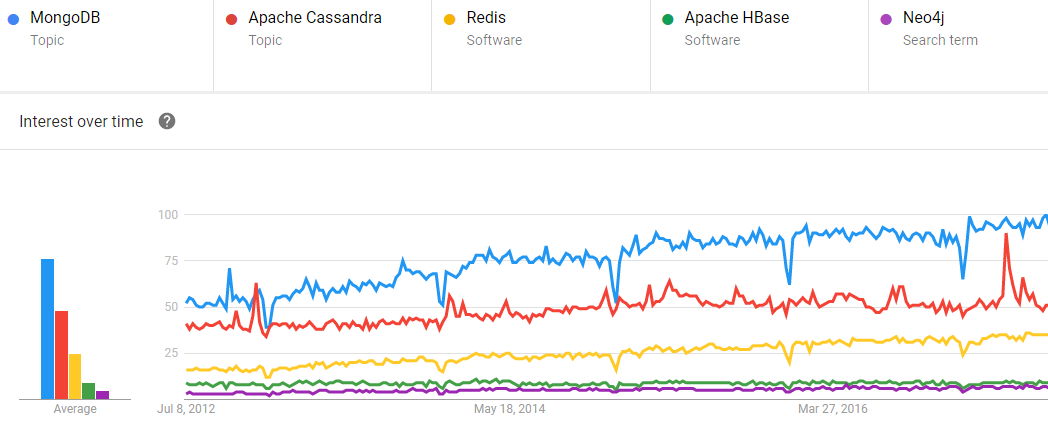 MongoDB
Topic
Apache Cassandra
Topic
Redis
Software
Apache HBase
Software
Neo4j
Search term
Interest over time ?
100
75
50
25
Average
Jul 8, 2012
May 18, 2014
Mar 27, 2016